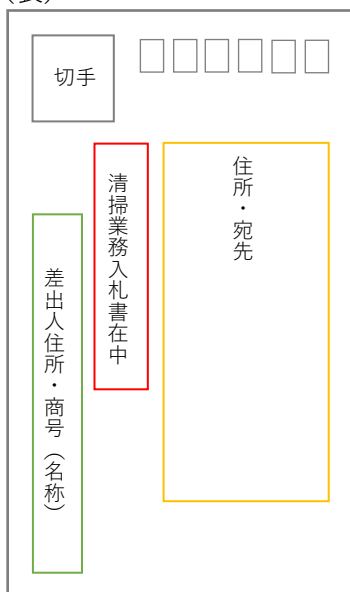 (表)
切手
住所・宛先
清掃業務入札書在中
差出人住所・商号(名称)